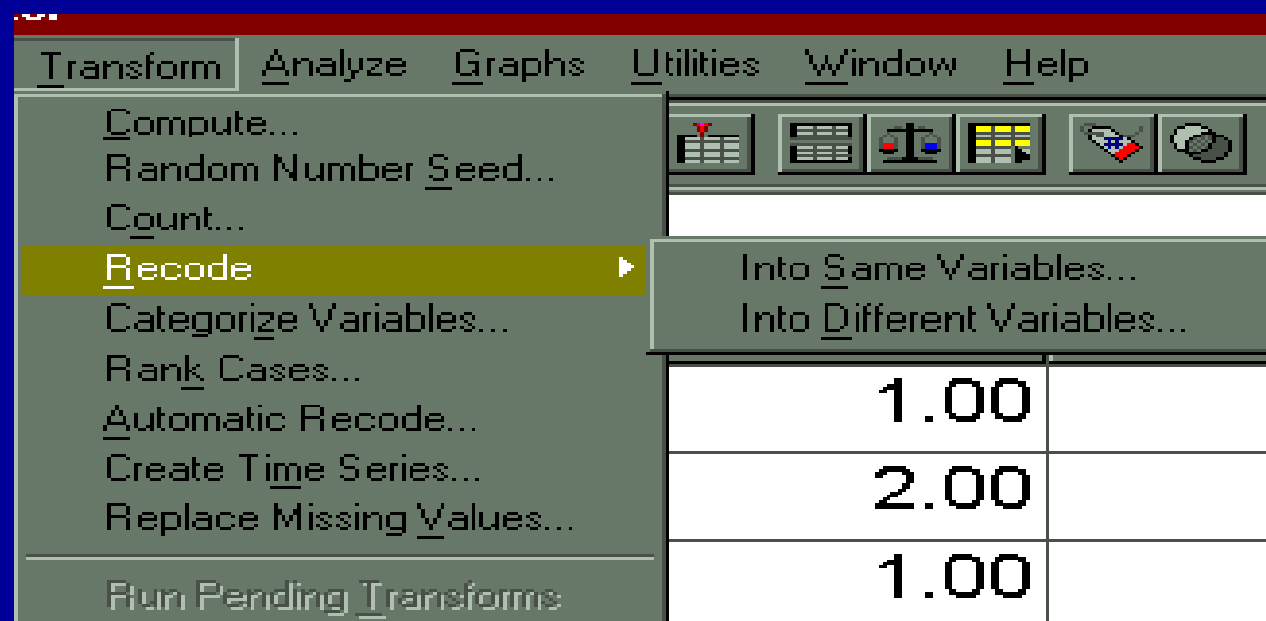 Transform Analyze Graphs Utilities Window Help
Compute...
Random Number Seed...
Count...
Recode
Into Same Variables...
Into Different Variables...
Categorize Variables...
Rank Cases...
Automatic Recode...
Create Time Series...
Replace Missing Values...
Run Pending Transforms
1.00
2.00
1.00